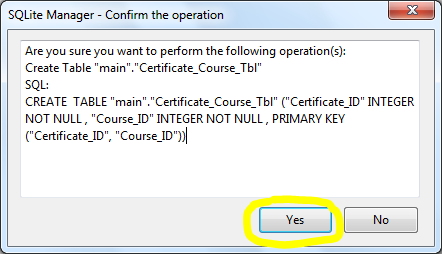 SQLite Manager - Confirm the operation
Are you sure you want to perform the following operation(s):
Create Table "main"."Certificate_Course_Tbl"
SQL:
CREATE  TABLE "main"."Certificate_Course_Tbl" ("Certificate_ID" INTEGER
NOT NULL , "Course_ID" INTEGER NOT NULL , PRIMARY KEY
("Certificate_ID", "Course_ID"))
Yes
No